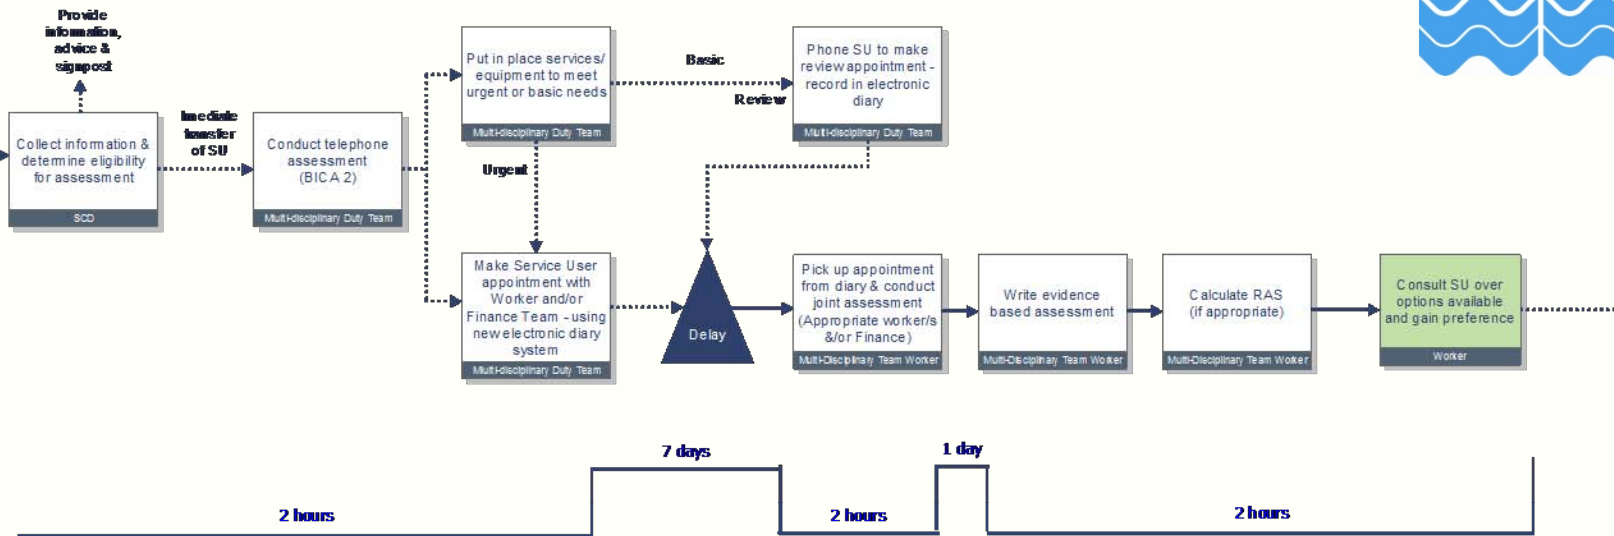 Provide
information,
advice &
signpost
Collect information &
determine eligibility
for assessment
SCD
Imediate
transfer
of SU
Conduct telephone
assessment
(BICA 2)
Multi-disciplinary Duty Team
Put in place services/
equipment to meet
urgent or basic needs
Multi-disciplinary Duty Team
Basic
Review
Phone SU to make
review appointment -
record in electronic
diary
Multi-disciplinary Duty Team
Urgent
Make Service User
appointment with
Worker and/or
Finance Team - using
new electronic diary
system
Multi-disciplinary Duty Team
Delay
Pick up appointment
from diary & conduct
joint assessment
(Appropriate worker/s
&/or Finance)
Multi-Disciplinary Team Worker
Write evidence
based assessment
Multi-Disciplinary Team Worker
Calculate RAS
(if appropriate)
Multi-Disciplinary Team Worker
Consult SU over
options available
and gain preference
Worker
2 hours
7 days
2 hours
1 day
2 hours